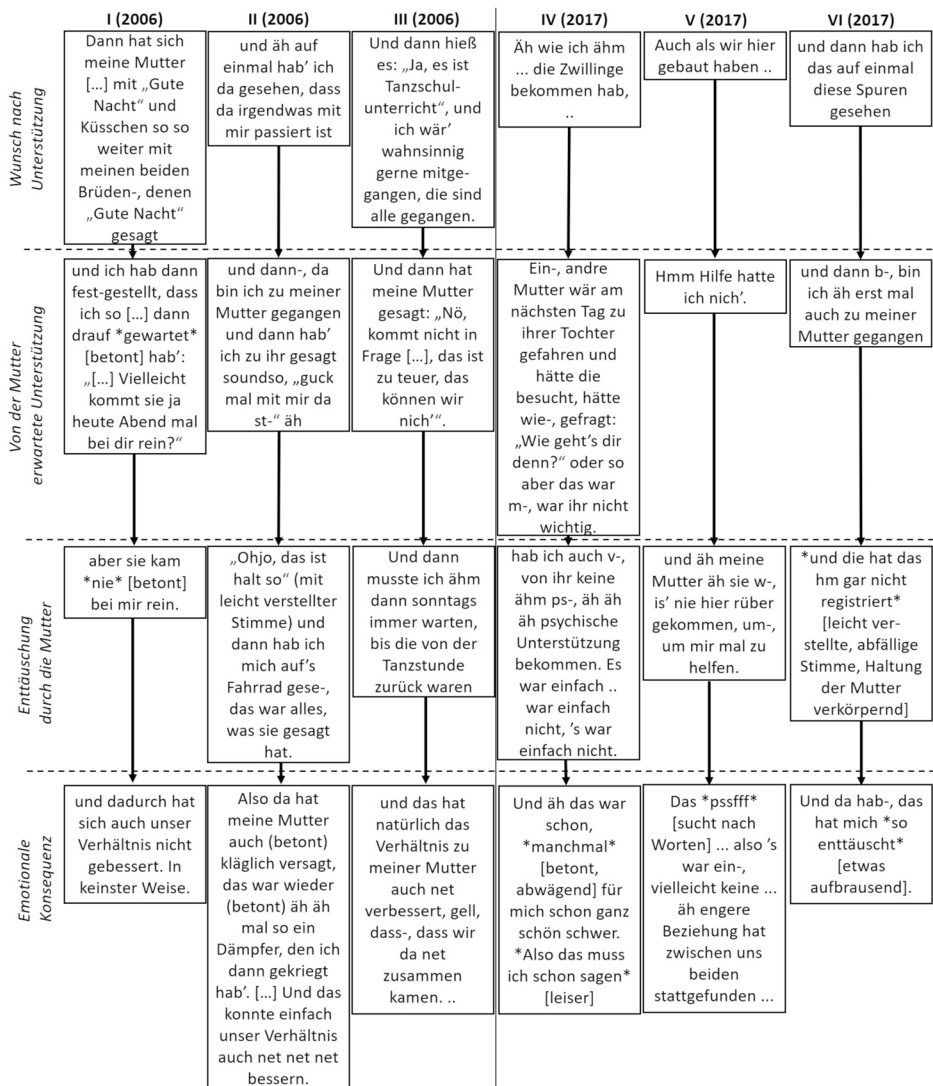 I (2006)
II (2006)
III (2006)
IV (2017)
V (2017)
VI (2017)
Wunsch nach
Unterstützung
Dann hat sich
meine Mutter
[…] mit „Gute
Nacht“ und
Küsschen so so
weiter mit
meinen beiden
Brüden-, denen
„Gute Nacht“
gesagt
und äh auf
einmal hab’ ich
da gesehen, dass
da irgendwas mit
mir passiert ist
Und dann hieß
es: „Ja, es ist
Tanzschul-
unterricht“, und
ich wär’
wahnsinnig
gerne mitge-
gangen, die sind
alle gegangen.
Äh wie ich ähm
... die Zwillinge
bekommen hab,
..
Auch als wir hier
gebaut haben ..
und dann hab ich
das auf einmal
diese Spuren
gesehen
Von der Mutter
erwartete Unterstützung
und ich hab dann
fest-gestellt, dass
ich so […] dann
drauf *gewartet*
[betont] hab’:
„[…] Vielleicht
kommt sie ja
heute Abend mal
bei dir rein?“
und dann-, da
bin ich zu meiner
Mutter gegangen
und dann hab’
ich zu ihr gesagt
soundso, „guck
mal mit mir da
st-“ äh
Und dann hat
meine Mutter
gesagt: „Nö,
kommt nicht in
Frage […], das ist
zu teuer, das
können wir
nich’“.
Ein-, andre
Mutter wär am
nächsten Tag zu
ihrer Tochter
gefahren und
hätte die
besucht, hätte
wie-, gefragt:
„Wie geht’s dir
denn?“ oder so
aber das war
m-, war ihr nicht
wichtig.
Hmm Hilfe hatte
ich nich’.
und dann b-, bin
ich äh erst mal
auch zu meiner
Mutter gegangen
Enttäuschung
durch die Mutter
aber sie kam
*nie* [betont]
bei mir rein.
„Ohjo, das ist
halt so“ (mit
leicht verstellter
Stimme) und
dann hab ich
mich auf’s
Fahrrad gese-,
das war alles,
was sie gesagt
hat.
Und dann
musste ich ähm
dann sonntags
immer warten,
bis die von der
Tanzstunde
zurück waren
hab ich auch v-,
von ihr keine
ähm ps-, äh äh
äh psychische
Unterstützung
bekommen. Es
war einfach ..
war einfach
nicht, ’s war
einfach nicht.
und äh meine
Mutter äh sie w-,
is’ nie hier rüber
gekommen, um-,
um mir mal zu
helfen.
*und die hat das
hm gar nicht
registriert*
[leicht ver-
stellte, abfällige
Stimme, Haltung
der Mutter
verkörpernd]
Emotionale
Konsequenz
und dadurch hat
sich auch unser
Verhältnis nicht
gebessert. In
keinster Weise.
Also da hat
meine Mutter
auch (betont)
kläglich versagt,
das war wieder
(betont) äh äh
mal so ein
Dämpfer, den ich
dann gekriegt
hab’. […] Und das
konnte einfach
unser Verhältnis
auch net net net
bessern.
und das hat
natürlich das
Verhältnis zu
meiner Mutter
auch net
verbessert, gell,
dass-, dass wir
da net
zusammen
kamen. ..
Und äh das war
schon,
*manchmal*
[betont,
abwägend] für
mich schon ganz
schön schwer.
*Also das muss
ich schon sagen*
[leiser]
Das *pssfff*
[sucht nach
Worten] ... also ’s
war ein-,
vielleicht keine ...
äh engere
Beziehung hat
zwischen uns
beiden
stattgefunden ...
Und da hab-, das
hat mich *so
enttäuscht*
[etwas
aufbrausend].